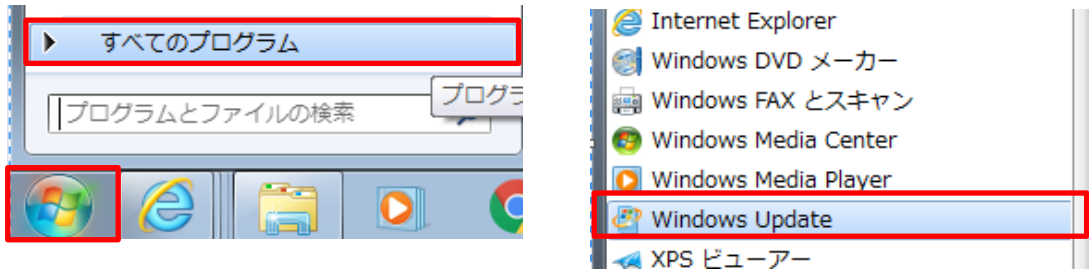 すべてのプログラム
プログラムとファイルの検索
プログラ
Internet Explorer
Windows DVD メーカー
Windows FAX とスキャン
Windows Media Center
Windows Media Player
Windows Update
XPS ビューアー